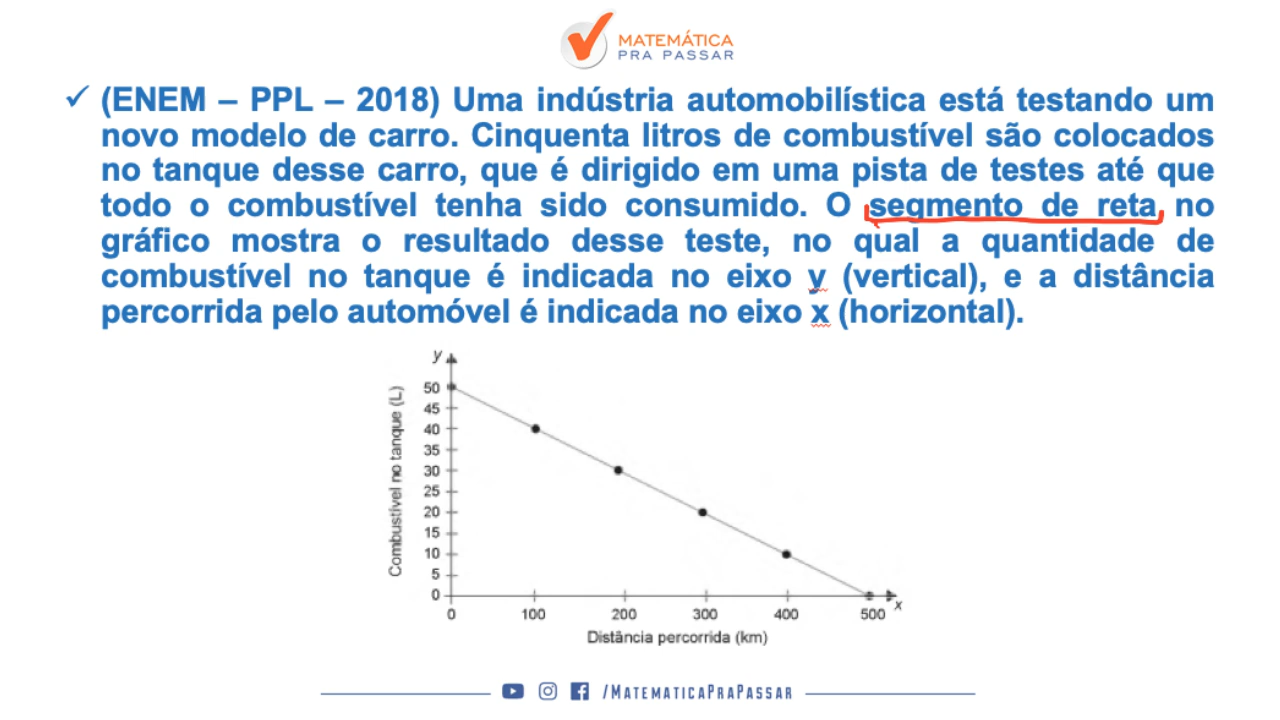 MATEMÁTICA
PRA PASSAR
✓ (ENEM – PPL – 2018) Uma indústria automobilística está testando um
novo modelo de carro. Cinquenta litros de combustível são colocados
no tanque desse carro, que é dirigido em uma pista de testes até que
todo o combustível tenha sido consumido. O segmento de reta no
gráfico mostra o resultado desse teste, no qual a quantidade de
combustível no tanque é indicada no eixo y (vertical), e a distância
percorrida pelo automóvel é indicada no eixo x (horizontal).
y
Combustível no tanque (L)
50
45
40
35
30
25
20
15
10
5
0
0 100 200 300 400 500 x
Distância percorrida (km)
/MATEMATICAPRAPASSAR